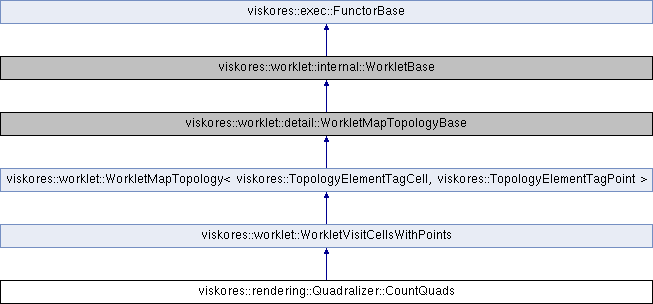 viskores::exec::FunctorBase
viskores::worklet::internal::WorkletBase
viskores::worklet::detail::WorkletMapTopologyBase
viskores::worklet::WorkletMapTopology< viskores::TopologyElementTagCell, viskores::TopologyElementTagPoint >
viskores::worklet::WorkletVisitCellsWithPoints
viskores::rendering::Quadralizer::CountQuads